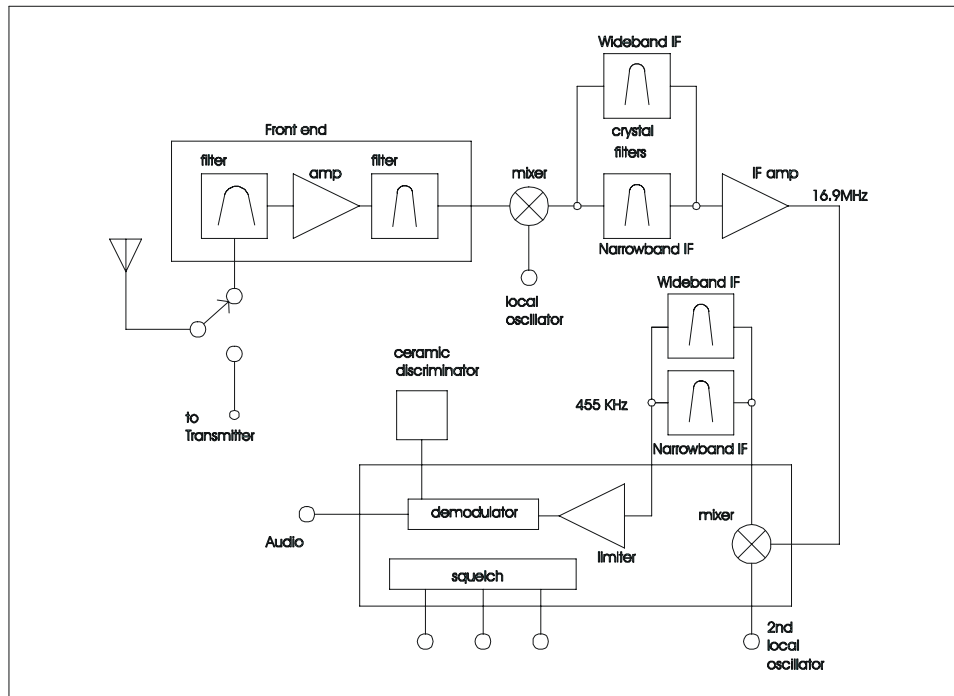 Wideband IF
crystal
filters
Front end
filter
amp
filter
mixer
IF amp
16.9MHz
Narrowband IF
local
oscillator
Wideband IF
ceramic
discriminator
455 KHz
to
Transmitter
Narrowband IF
demodulator
mixer
Audio
limiter
squelch
2nd
local
oscillator